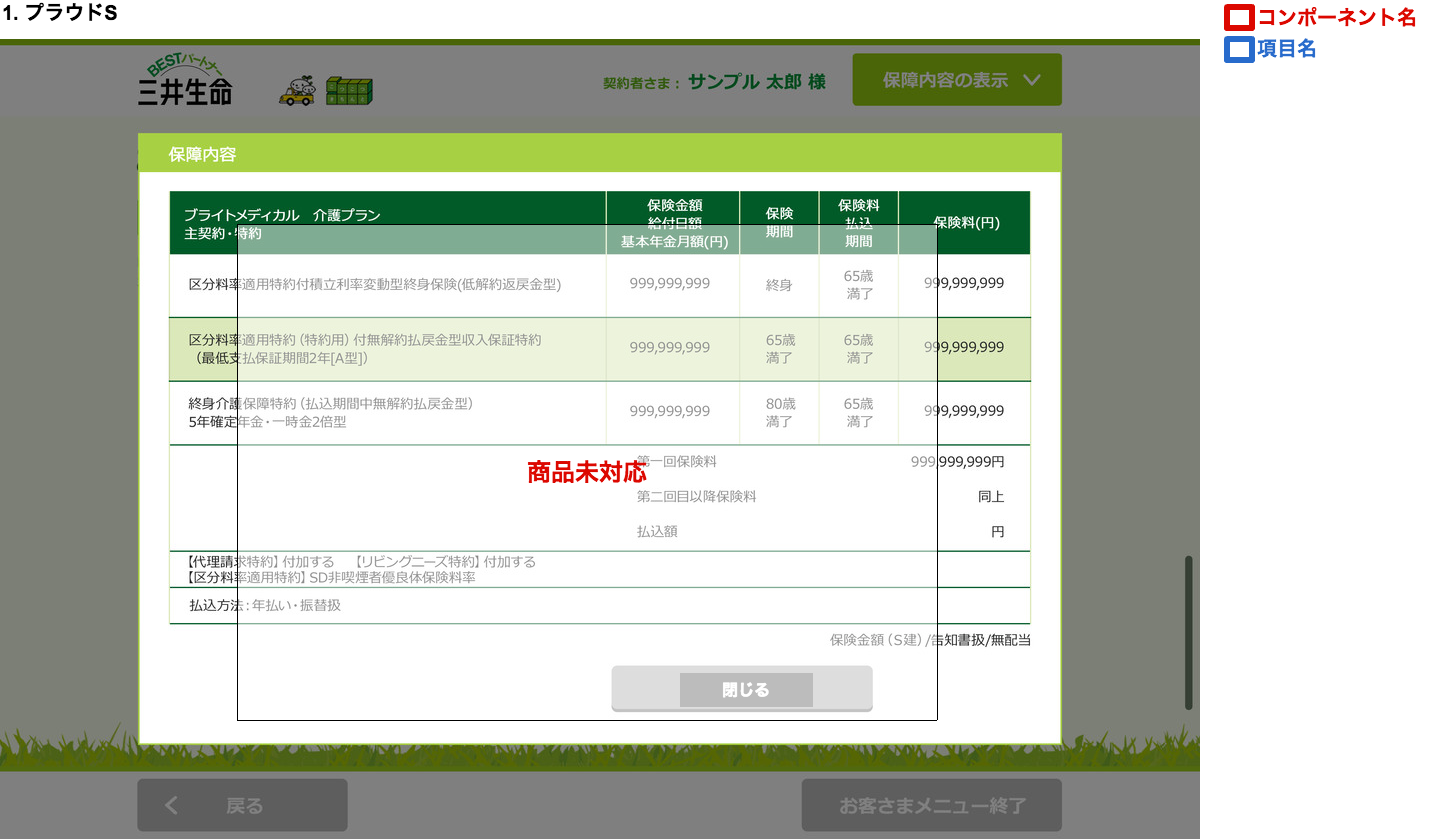 1. プラウドS
コンポーネント名
項目名
BESTパートナー
三井生命
契約者さま： サンプル 太郎 様
保障内容の表示
保障内容
ブライトメディカル　介護プラン
主契約・特約
保険金額
給付日額
基本年金月額(円)
保険
期間
保険料
払込
期間
保険料(円)
区分料率適用特約付積立利率変動型終身保険(低解約返戻金型)
999,999,999
終身
65歳
満了
999,999,999
区分料率適用特約（特約用）付無解約払戻金型収入保証特約
（最低支払保証期間2年[A型]）
999,999,999
65歳
満了
65歳
満了
999,999,999
終身介護保障特約（払込期間中無解約払戻金型）
5年確定年金・一時金2倍型
999,999,999
80歳
満了
65歳
満了
999,999,999
商品未対応
第一回保険料 999,999,999円
第二回目以降保険料 同上
払込額 円
【代理請求特約】付加する　【リビングニーズ特約】付加する
【区分料率適用特約】SD非喫煙者優良体保険料率
払込方法：年払い・振替扱
保険金額（S建）/告知書扱/無配当
閉じる
戻る
お客さまメニュー終了